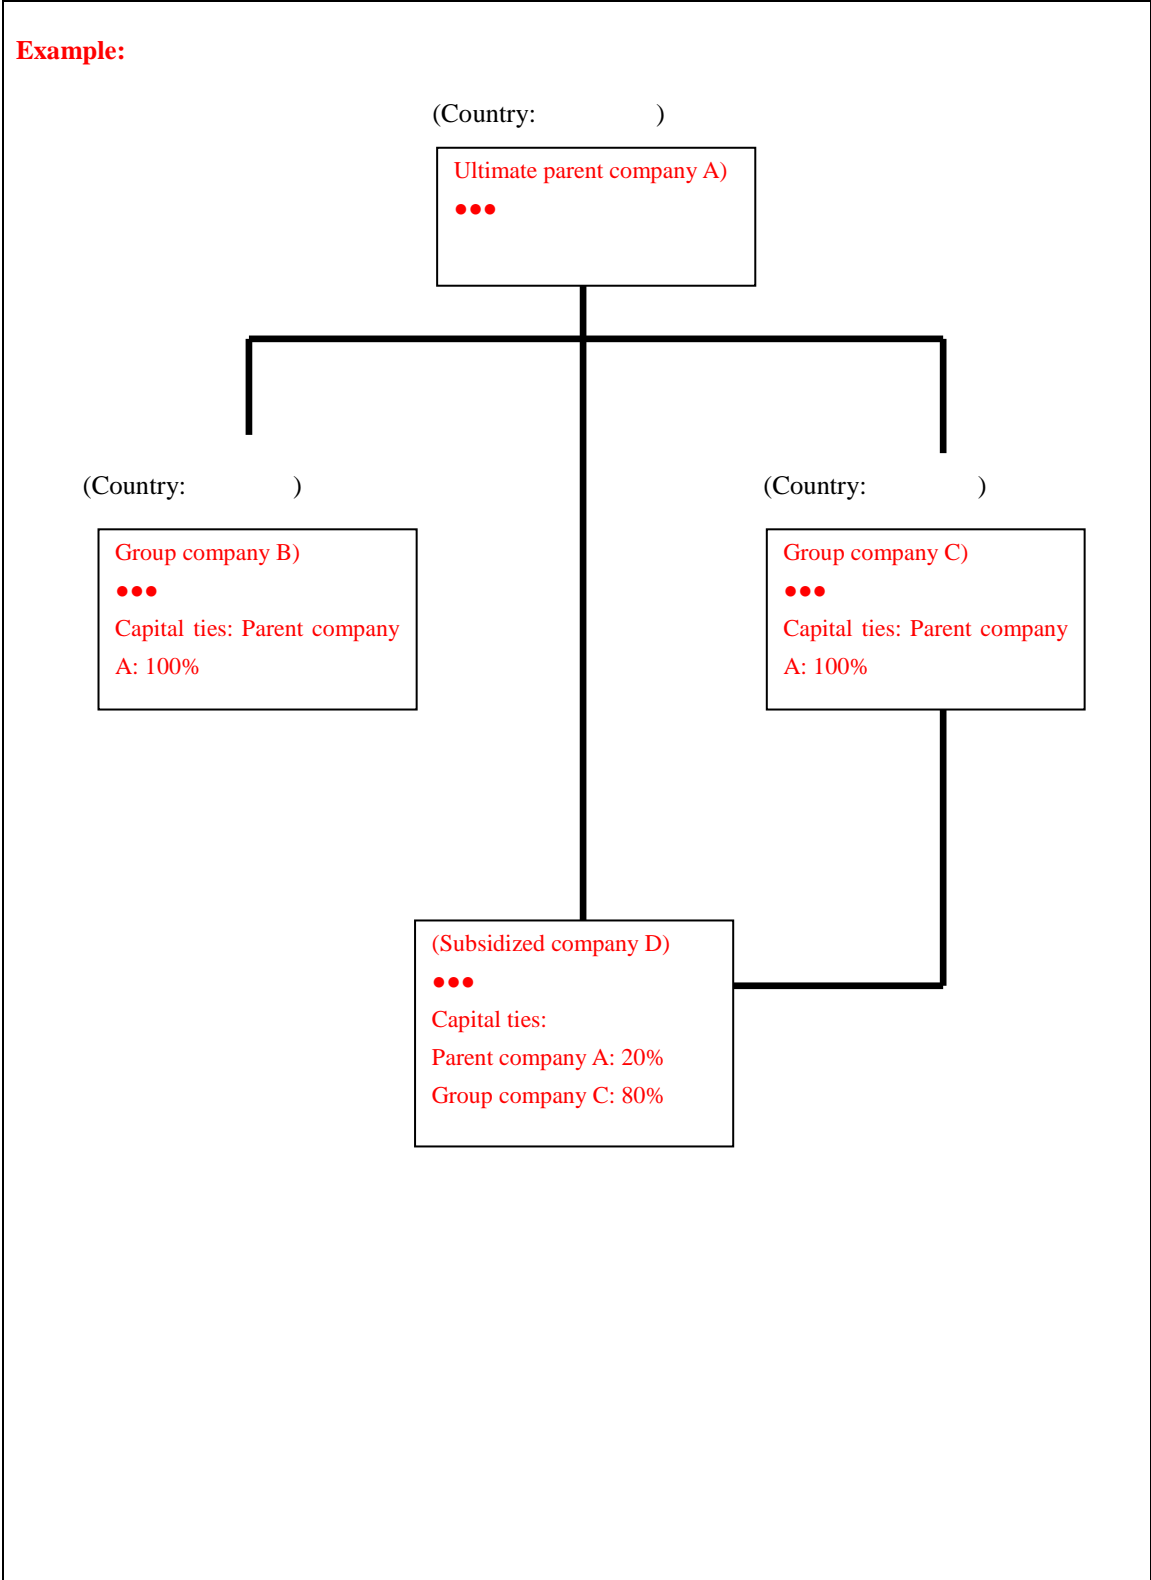 Example:
(Country: )
Ultimate parent company A)
●●●
(Country: )
(Country: )
Group company B)
●●●
Capital ties: Parent company
A: 100%
Group company C)
●●●
Capital ties: Parent company
A: 100%
(Subsidized company D)
●●●
Capital ties:
Parent company A: 20%
Group company C: 80%